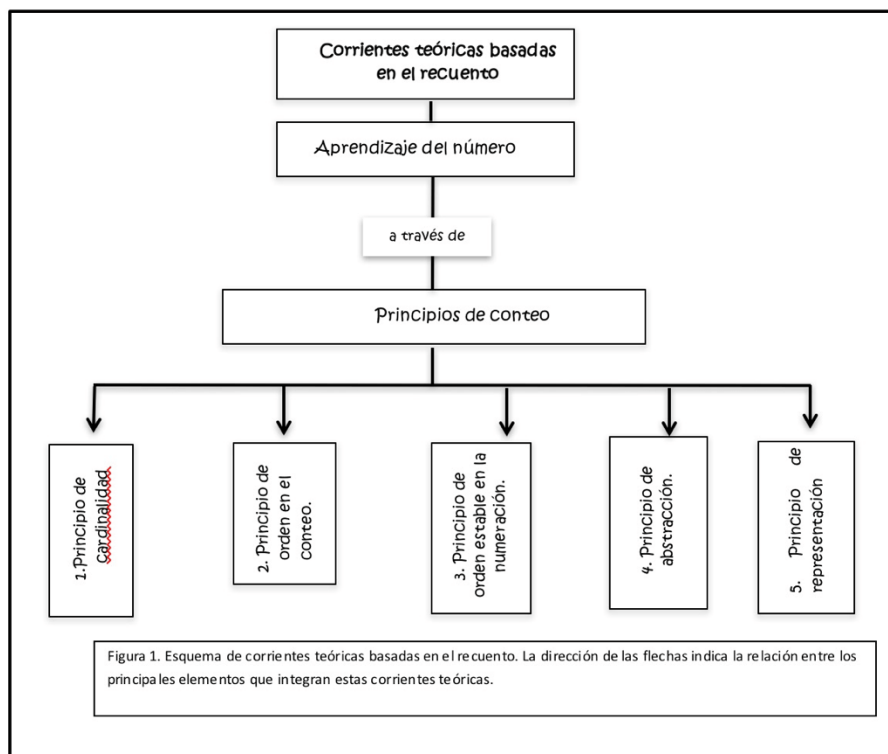 Corrientes teóricas basadas
en el recuento
Aprendizaje del número
a través de
Principios de conteo
1.Principio de
cardinalidad
2. Principio de
orden en el
conteo.
3. Principio de
orden estable en la
numeración.
4. Principio de
abstracción.
5. Principio de
representación
Figura 1. Esquema de corrientes teóricas basadas en el recuento. La dirección de las flechas indica la relación entre los
principales elementos que integran estas corrientes teóricas.